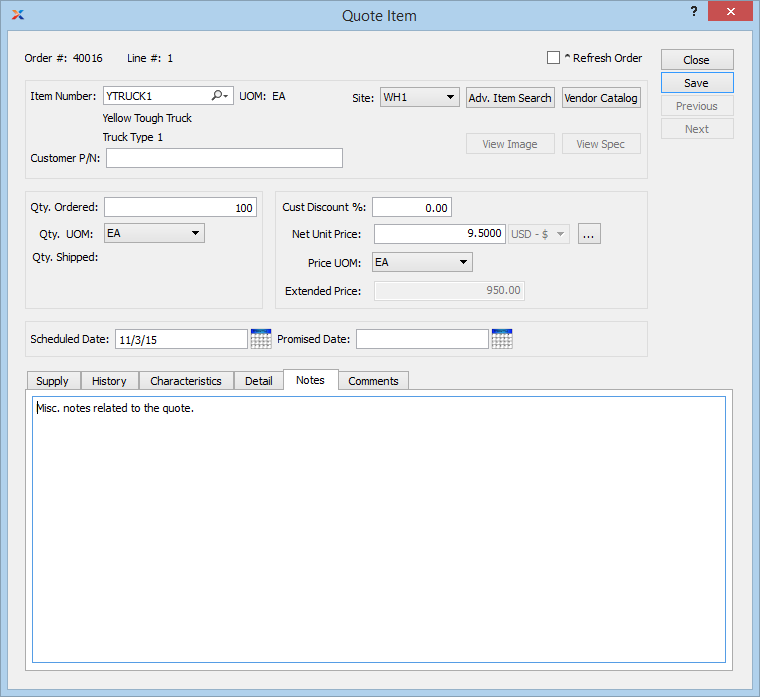 Quote Item
?
Order #: 40016 Line #: 1 * Refresh Order Close
Save
Previous
Next
Item Number: YTRUCK1 UOM: EA Site: WH1 Adv. Item Search Vendor Catalog
Yellow Tough Truck
Truck Type 1
View Image View Spec
Customer P/N:
Qty. Ordered: 100
Qty. UOM: EA
Qty. Shipped:
Cust Discount %: 0.00
Net Unit Price: 9.5000 USD - $ ...
Price UOM: EA
Extended Price: 950.00
Scheduled Date: 11/3/15 Promised Date:
Supply History Characteristics Detail Notes Comments
Misc. notes related to the quote.